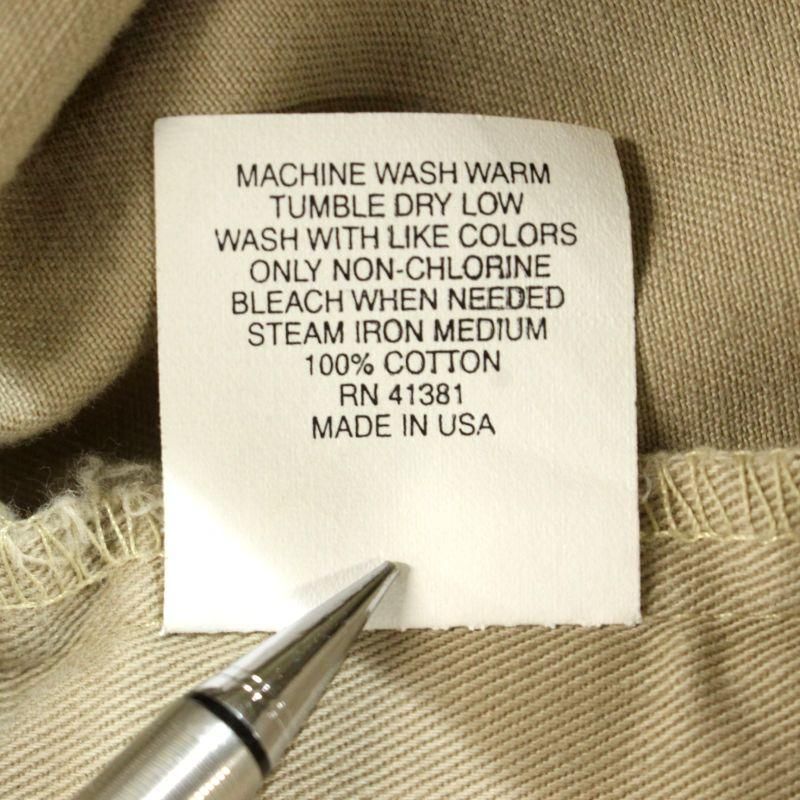 MACHINE WASH WARM
TUMBLE DRY LOW
WASH WITH LIKE COLORS
ONLY NON-CHLORINE
BLEACH WHEN NEEDED
STEAM IRON MEDIUM
100% COTTON
RN 41381
MADE IN USA